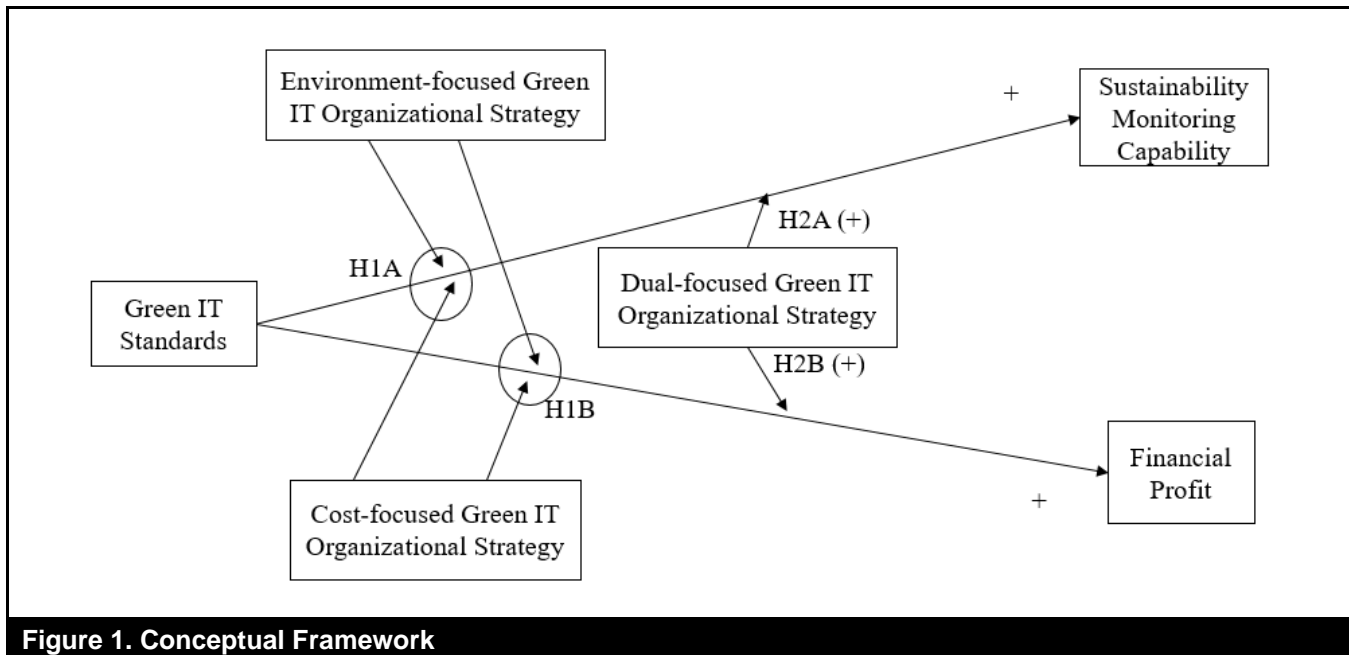 Environment-focused Green
IT Organizational Strategy
+
Sustainability
Monitoring
Capability
H2A (+)
H1A
Dual-focused Green IT
Organizational Strategy
Green IT
Standards
H2B (+)
H1B
Financial
Profit
+
Cost-focused Green IT
Organizational Strategy
Figure 1. Conceptual Framework